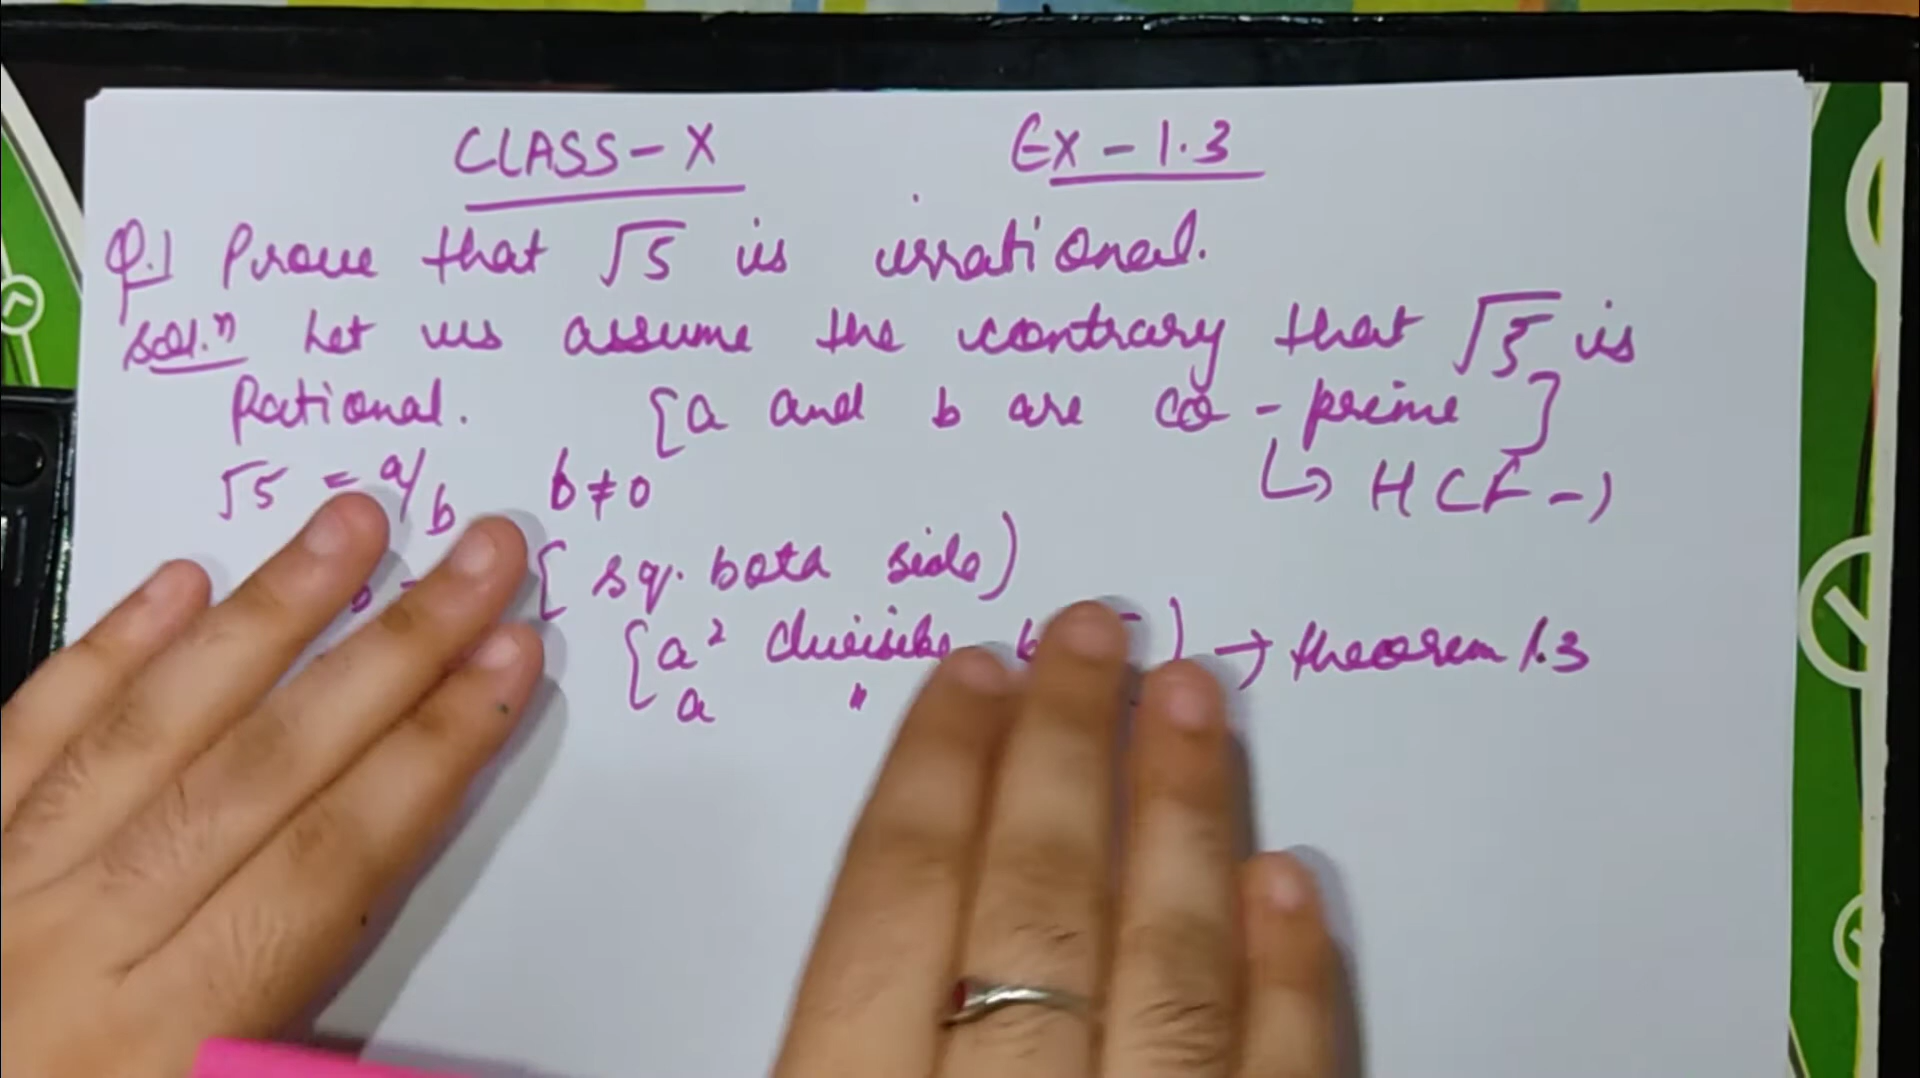 CLASS-X EX-1.3
Q.1 Prove that √5 is irrational.
Sol.n Let us assume the contrary that √5 is
Rational. [a and b are co-prime]
√5 = a/b b≠0 ↳ HCF-1
[sq. both side)
[a² divisible → theorem 1.3
a "